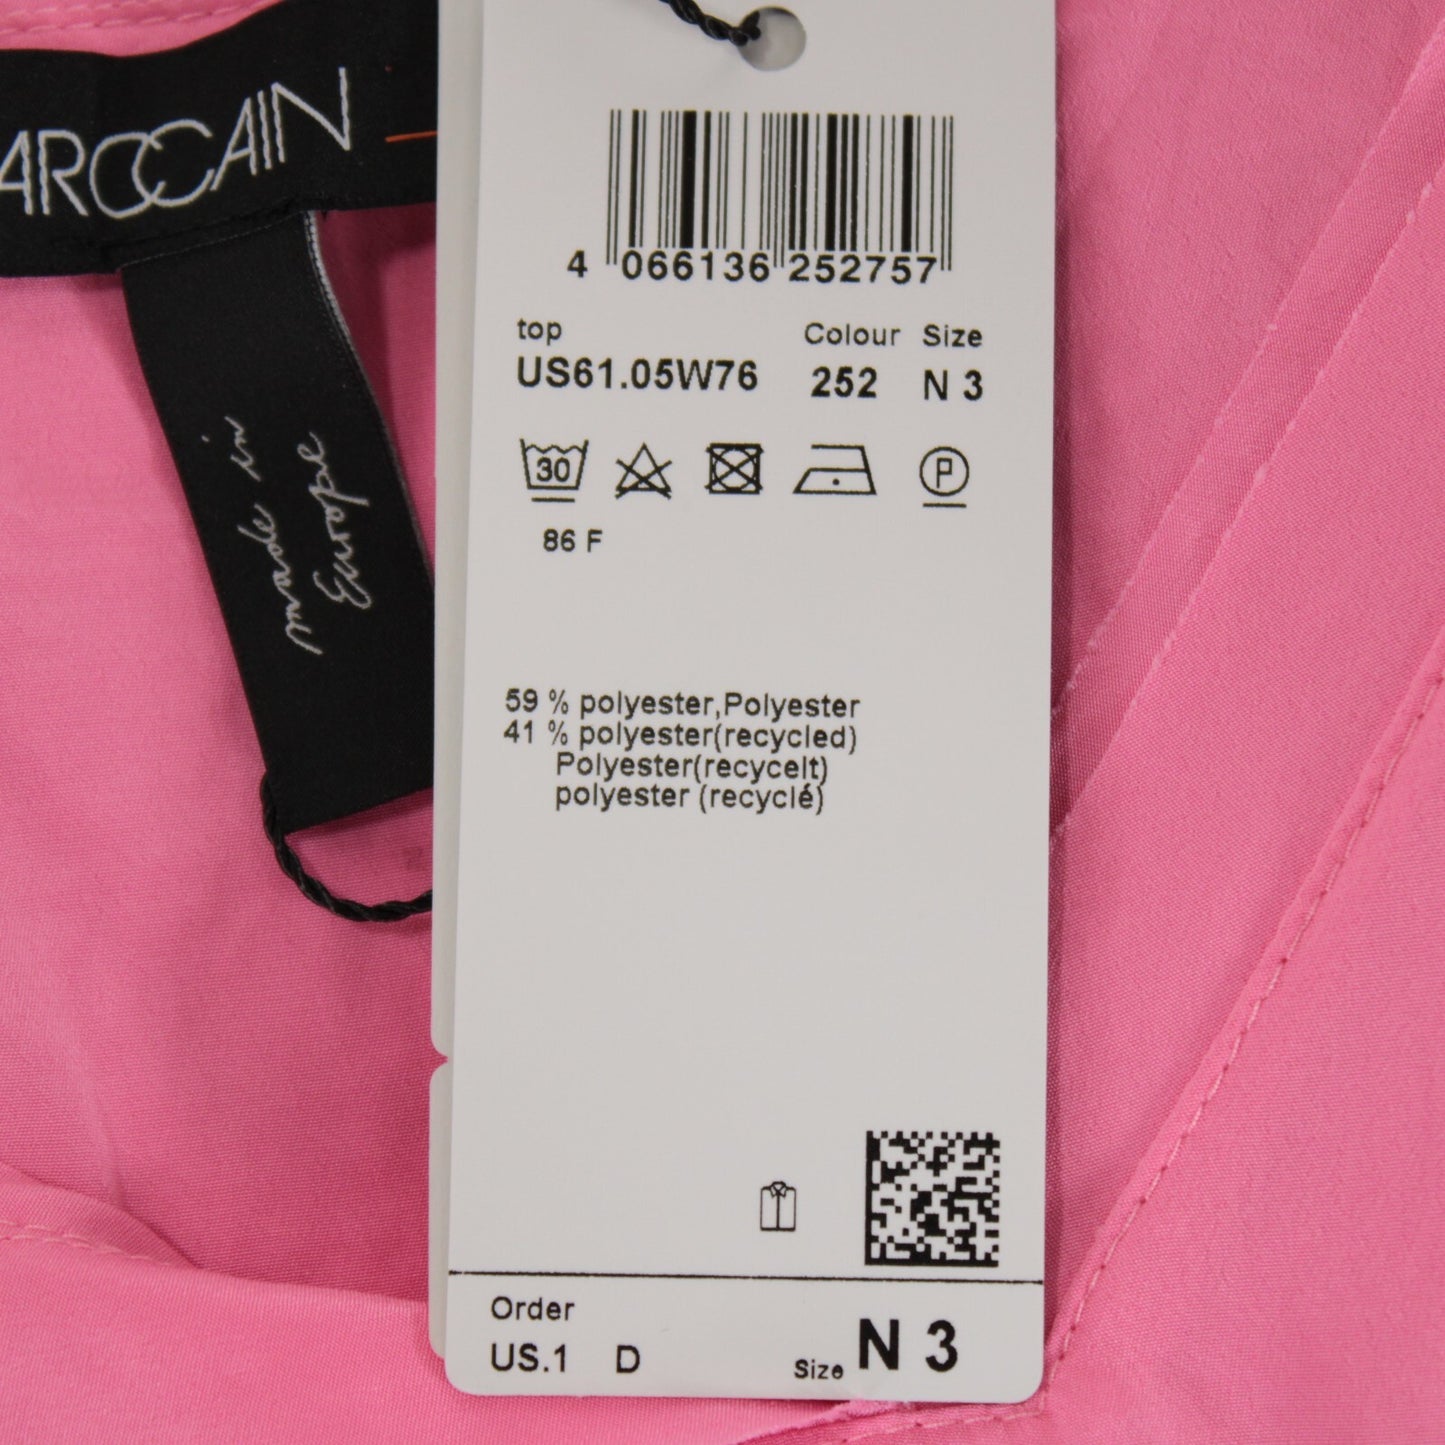 ARCCAIN
made in
Europe
4 066136 252757
top Colour Size
US61.05W76 252 N 3
30 P
86 F
59 % polyester,Polyester
41 % polyester(recycled)
Polyester(recycelt)
polyester (recyclé)
Order
US.1 D Size N 3